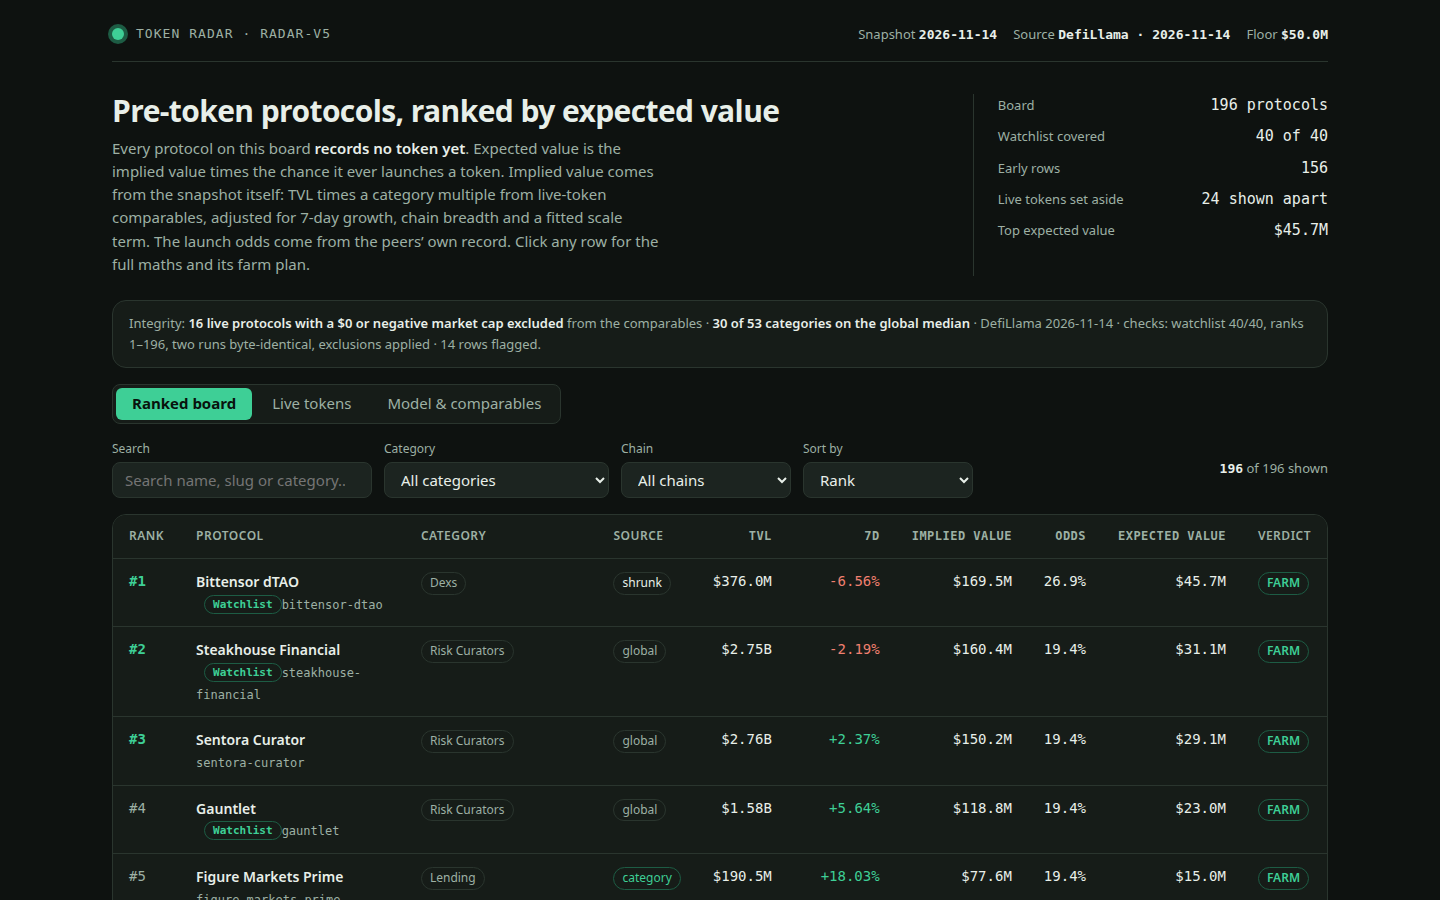 TOKEN RADAR · RADAR-V5
Snapshot 2026-11-14 Source DefiLlama · 2026-11-14 Floor $50.0M
Pre-token protocols, ranked by expected value
Every protocol on this board records no token yet. Expected value is the
implied value times the chance it ever launches a token. Implied value comes
from the snapshot itself: TVL times a category multiple from live-token
comparables, adjusted for 7-day growth, chain breadth and a fitted scale
term. The launch odds come from the peers’ own record. Click any row for the
full maths and its farm plan.
Board 196 protocols
Watchlist covered 40 of 40
Early rows 156
Live tokens set aside 24 shown apart
Top expected value $45.7M
Integrity: 16 live protocols with a $0 or negative market cap excluded from the comparables · 30 of 53 categories on the global median · DefiLlama 2026-11-14 · checks: watchlist 40/40, ranks
1–196, two runs byte-identical, exclusions applied · 14 rows flagged.
Ranked board Live tokens Model & comparables
Search Category Chain Sort by
Search name, slug or category.. All categories All chains Rank
196 of 196 shown
RANK PROTOCOL CATEGORY SOURCE TVL 7D IMPLIED VALUE ODDS EXPECTED VALUE VERDICT
#1 Bittensor dTAO Dexs shrunk $376.0M -6.56% $169.5M 26.9% $45.7M FARM
Watchlist bittensor-dtao
#2 Steakhouse Financial Risk Curators global $2.75B -2.19% $160.4M 19.4% $31.1M FARM
Watchlist steakhouse-
financial
#3 Sentora Curator Risk Curators global $2.76B +2.37% $150.2M 19.4% $29.1M FARM
sentora-curator
#4 Gauntlet Risk Curators global $1.58B +5.64% $118.8M 19.4% $23.0M FARM
Watchlist gauntlet
#5 Figure Markets Prime Lending category $190.5M +18.03% $77.6M 19.4% $15.0M FARM
figure-markets-prime